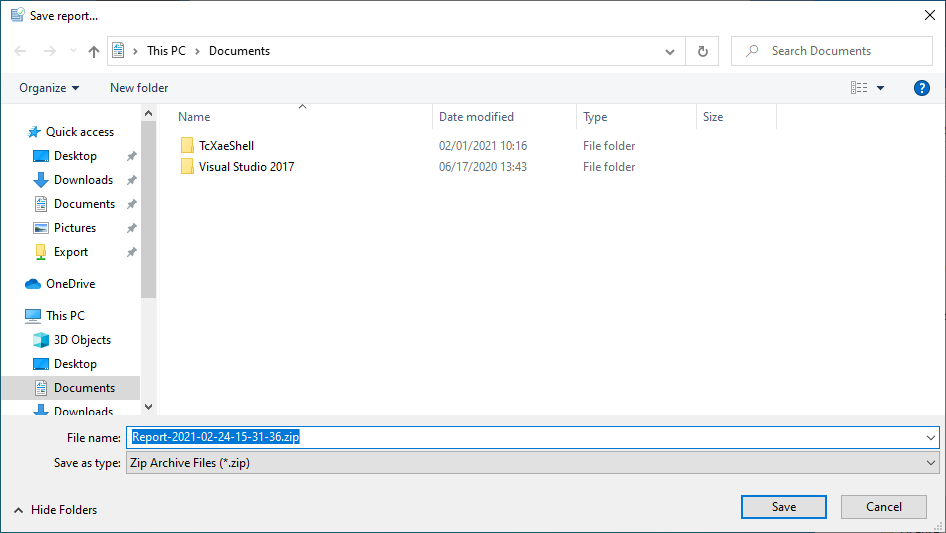 Save report...
This PC > Documents
Search Documents
Organize
New folder
?
Name
Date modified
Type
Size
TcXaeShell
02/01/2021 10:16
File folder
Visual Studio 2017
06/17/2020 13:43
File folder
Quick access
Desktop
Downloads
Documents
Pictures
Export
OneDrive
This PC
3D Objects
Desktop
Documents
Downloads
File name:
Report-2021-02-24-15-31-36.zip
Save as type:
Zip Archive Files (*.zip)
Hide Folders
Save
Cancel